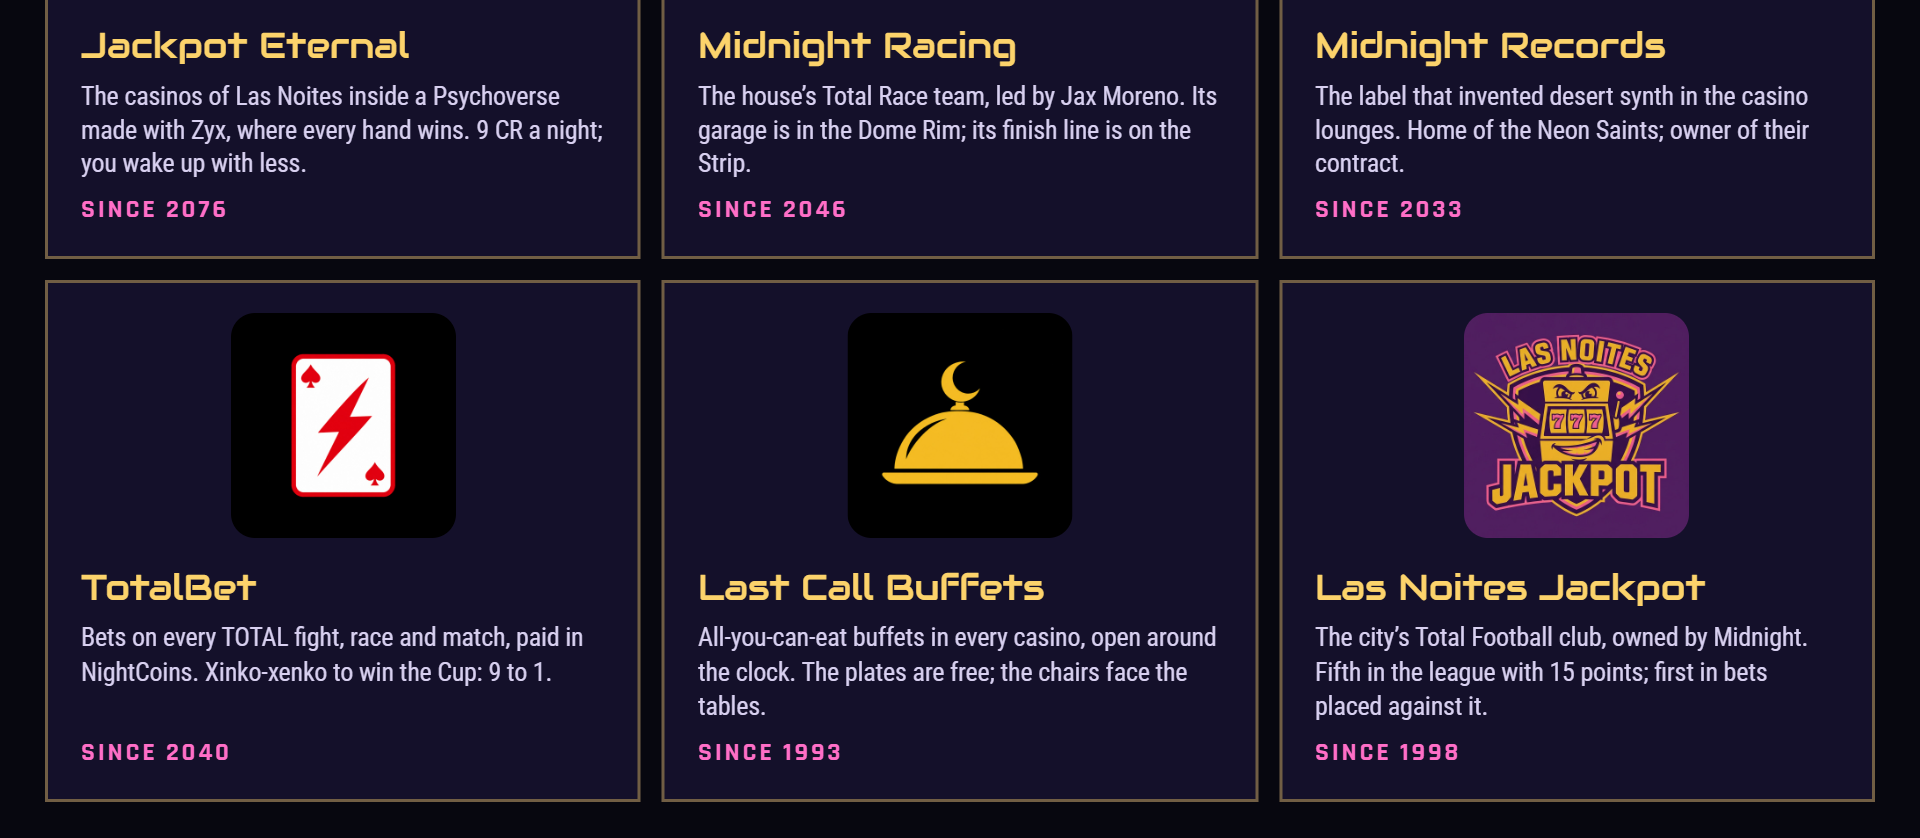 Jackpot Eternal
The casinos of Las Noites inside a Psychoverse
made with Zyx, where every hand wins. 9 CR a night;
you wake up with less.
SINCE 2076
Midnight Racing
The house’s Total Race team, led by Jax Moreno. Its
garage is in the Dome Rim; its finish line is on the
Strip.
SINCE 2046
Midnight Records
The label that invented desert synth in the casino
lounges. Home of the Neon Saints; owner of their
contract.
SINCE 2033
TotalBet
Bets on every TOTAL fight, race and match, paid in
NightCoins. Xinko-xenko to win the Cup: 9 to 1.
SINCE 2040
Last Call Buffets
All-you-can-eat buffets in every casino, open around
the clock. The plates are free; the chairs face the
tables.
SINCE 1993
LAS NOITES
777
JACKPOT
Las Noites Jackpot
The city’s Total Football club, owned by Midnight.
Fifth in the league with 15 points; first in bets
placed against it.
SINCE 1998